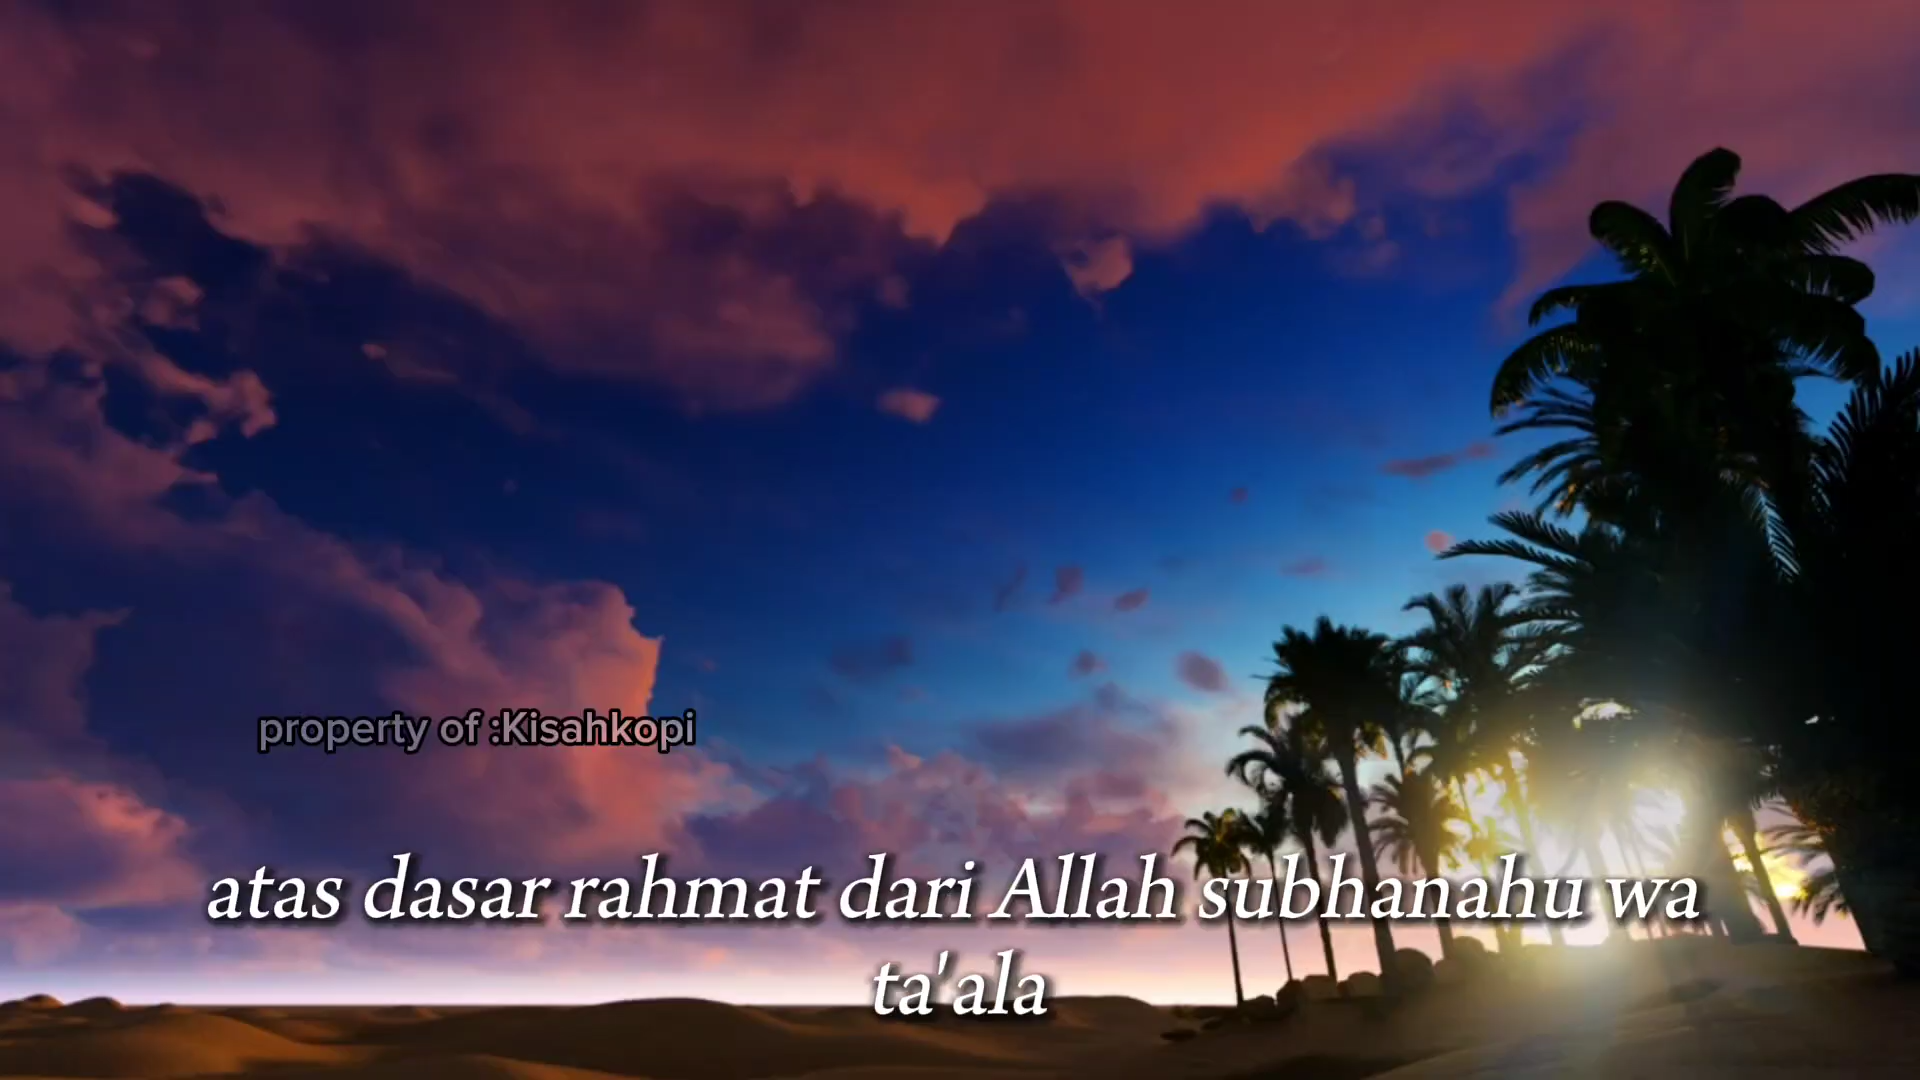 property of :Kisahkopi
atas dasar rahmat dari Allah subhanahu wa
ta'ala